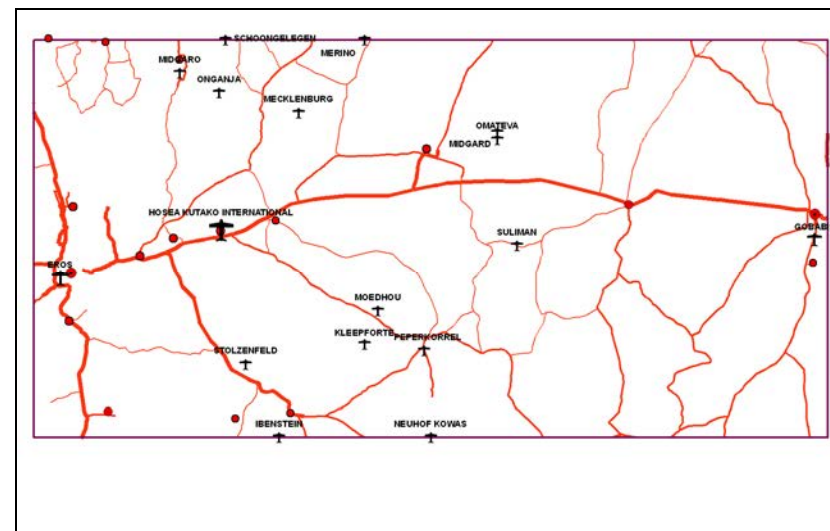 SCHOONGELEGEN
MERINO
MIDGARO
ONGANJA
MECKLENBURG
OMATEVA
MIDGARD
HOSEA KUTAKO INTERNATIONAL
SULIMAN
GOBABI
EROS
MOEDHOU
KLEEPFORTE
PEPERKORREL
STOLZENFELD
IBENSTEIN
NEUHOF KOWAS